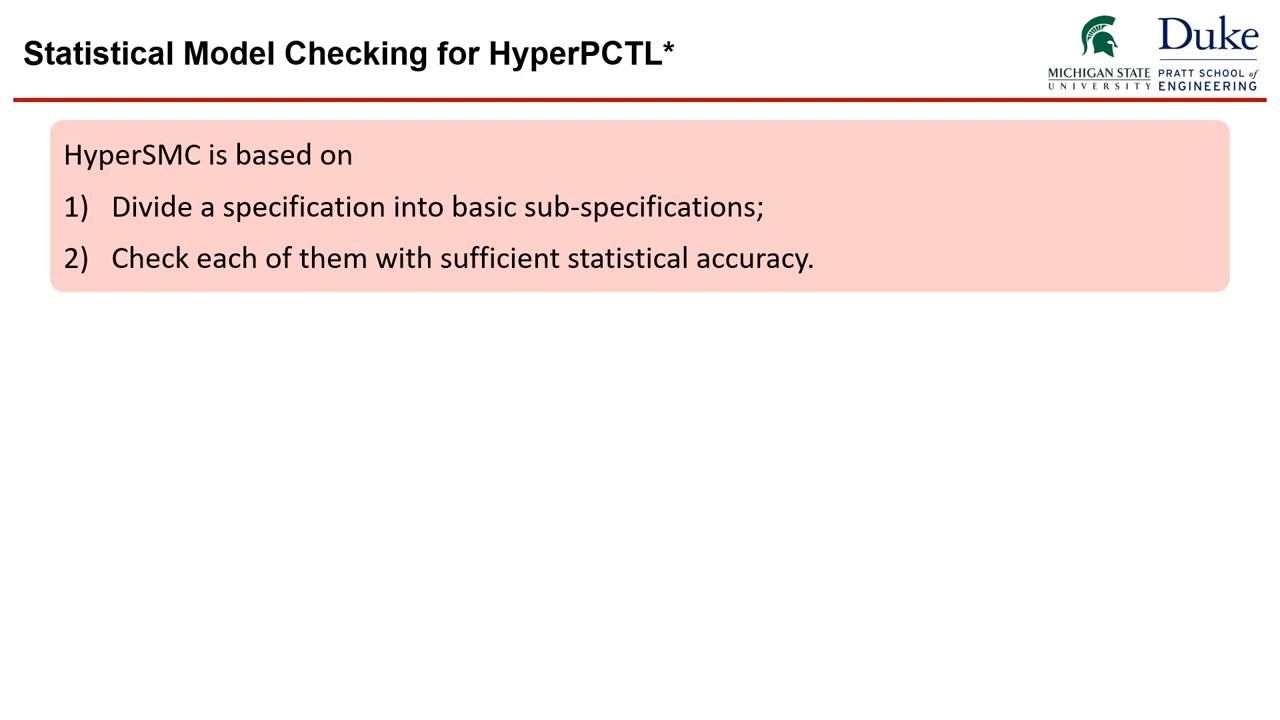 Statistical Model Checking for HyperPCTL*
MICHIGAN STATE
UNIVERSITY
Duke
PRATT SCHOOL of
ENGINEERING
HyperSMC is based on
1) Divide a specification into basic sub-specifications;
2) Check each of them with sufficient statistical accuracy.